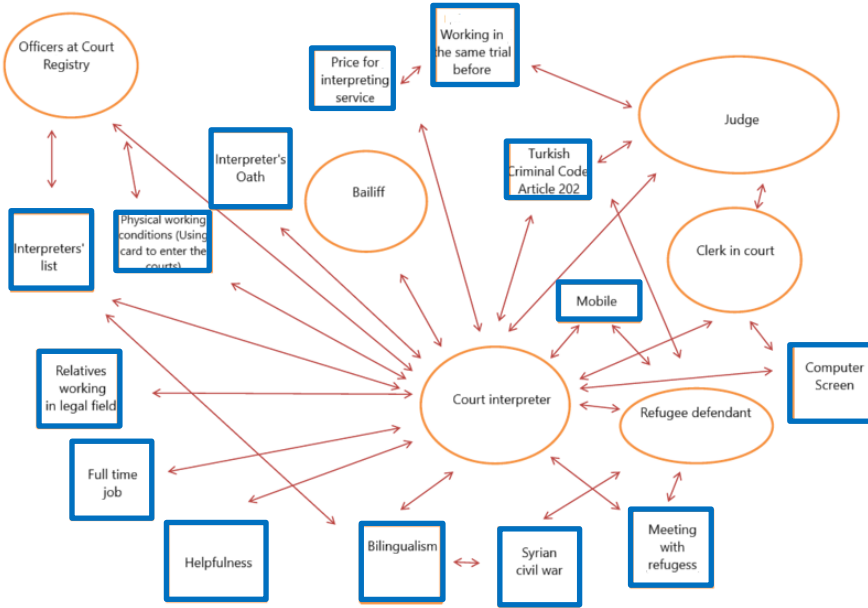 Officers at Court
Registry
Price for
interpreting
service
Working in
the same trial
before
Judge
Interpreter's
Oath
Bailiff
Turkish
Criminal Code
Article 202
Interpreters'
list
Physical working
conditions (Using
card to enter the
courts)
Clerk in court
Mobile
Relatives
working
in legal field
Court interpreter
Refugee defendant
Computer
Screen
Full time
job
Helpfulness
Bilingualism
Syrian
civil war
Meeting
with
refugess